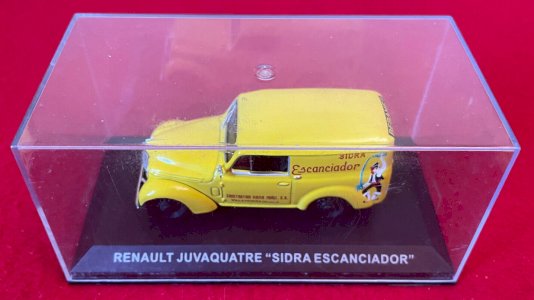 SIDRA
Escanciador
RENAULT JUVAQUATRE "SIDRA ESCANCIADOR"